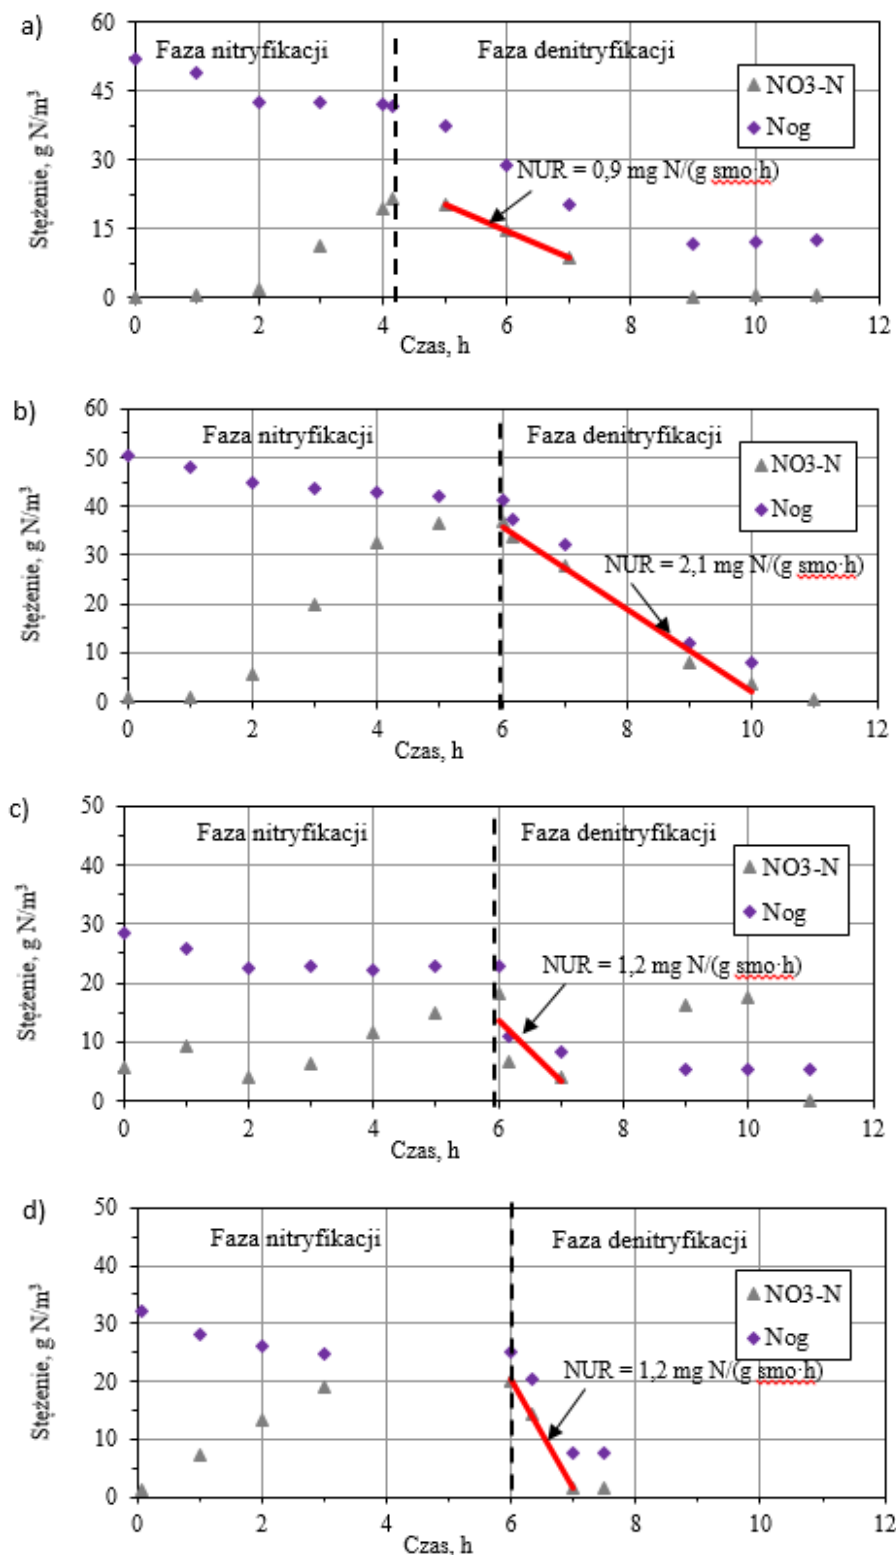 a)
Faza nitryfikacji
Faza denitryfikacji
NO3-N
Nog
NUR = 0,9 mg N/(g smo·h)
Stężenie, g N/m³
60
45
30
15
0
0 2 4 6 8 10 12
Czas, h
b)
Faza nitryfikacji
Faza denitryfikacji
NO3-N
Nog
NUR = 2,1 mg N/(g smo·h)
Stężenie, g N/m³
60
50
40
30
20
10
0
0 2 4 6 8 10 12
Czas, h
c)
Faza nitryfikacji
Faza denitryfikacji
NO3-N
Nog
NUR = 1,2 mg N/(g smo·h)
Stężenie, g N/m³
50
40
30
20
10
0
0 2 4 6 8 10 12
Czas, h
d)
Faza nitryfikacji
Faza denitryfikacji
NO3-N
Nog
NUR = 1,2 mg N/(g smo·h)
Stężenie, g N/m³
50
40
30
20
10
0
0 2 4 6 8 10 12
Czas, h